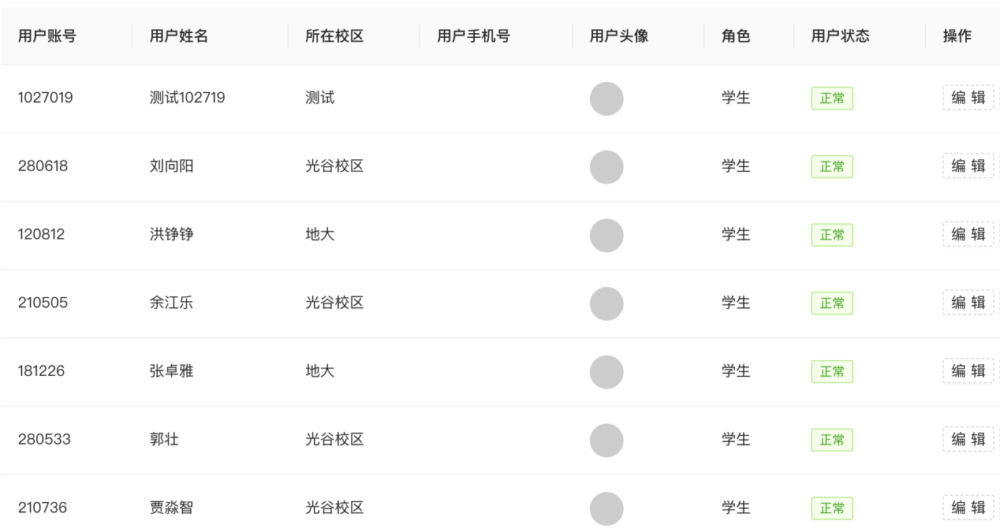 用户账号 用户姓名 所在校区 用户手机号 用户头像 角色 用户状态 操作
1027019 测试102719 测试 学生 正常 编 辑
280618 刘向阳 光谷校区 学生 正常 编 辑
120812 洪铮铮 地大 学生 正常 编 辑
210505 余江乐 光谷校区 学生 正常 编 辑
181226 张卓雅 地大 学生 正常 编 辑
280533 郭壮 光谷校区 学生 正常 编 辑
210736 贾淼智 光谷校区 学生 正常 编 辑